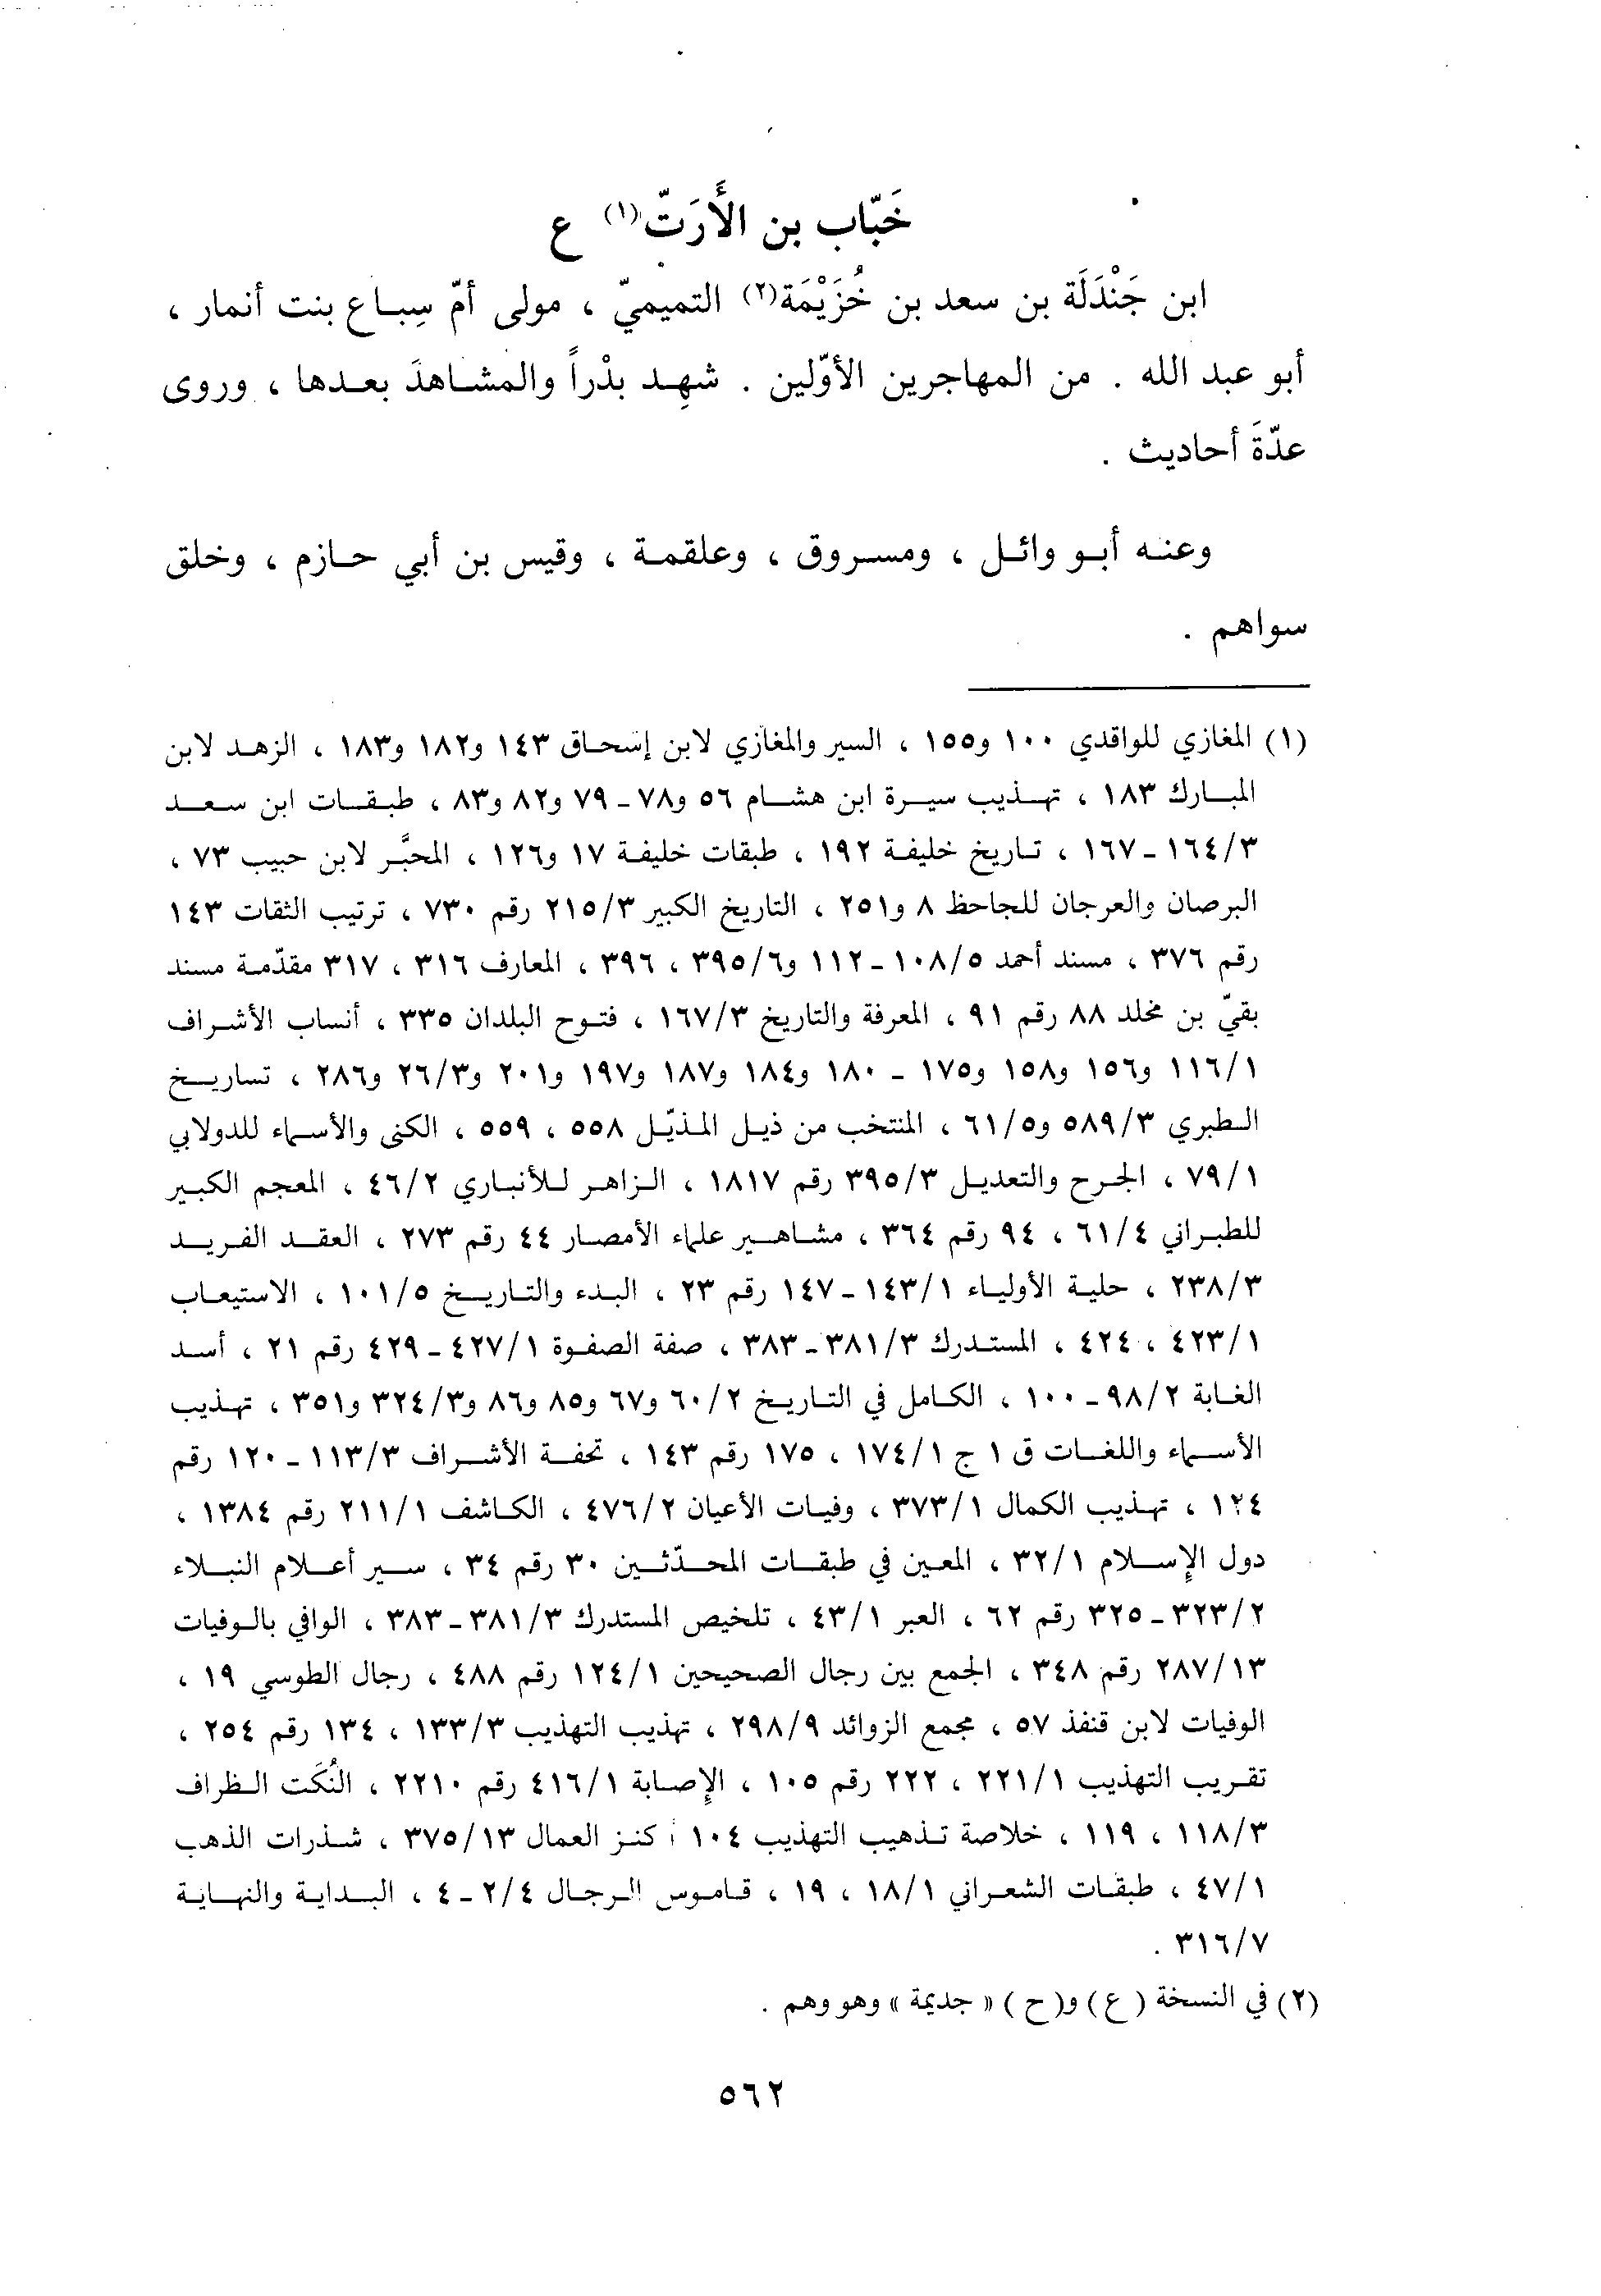 خَبّاب بن الأَرَتّ(١) ع
ابن جَنْدَلَة بن سعد بن خُزَيْمَة(٢) التميميّ ، مولى أمّ سِباع بنت أنمار ،
أبو عبد الله . من المهاجرين الأوّلين . شهِد بدْراً والمشاهدَ بعدها ، وروى
عدّةَ أحاديث .
وعنه أبو وائل ، ومسروق ، وعلقمة ، وقيس بن أبي حازم ، وخلق
سواهم .
(١) المغازي للواقدي ١٠٠ و١٥٥ ، السير والمغازي لابن إسحاق ١٤٣ و١٨٢ و١٨٣ ، الزهد لابن
المبارك ١٨٣ ، تهذيب سيرة ابن هشام ٥٦ و٧٨ ـ ٧٩ و٨٢ و٨٣ ، طبقات ابن سعد
٣/١٦٤ ـ ١٦٧ ، تاريخ خليفة ١٩٢ ، طبقات خليفة ١٧ و١٢٦ ، المحبَّر لابن حبيب ٧٣ ،
البرصان والعرجان للجاحظ ٨ و٢٥١ ، التاريخ الكبير ٣/٢١٥ رقم ٧٣٠ ، ترتيب الثقات ١٤٣
رقم ٣٧٦ ، مسند أحمد ٥/١٠٨ ـ ١١٢ و٦/٣٩٥ ، ٣٩٦ ، المعارف ٣١٦ ، ٣١٧ مقدّمة مسند
بقيّ بن مخلد ٨٨ رقم ٩١ ، المعرفة والتاريخ ٣/١٦٧ ، فتوح البلدان ٣٣٥ ، أنساب الأشراف
١/١١٦ و١٥٦ و١٥٨ و١٧٥ ـ ١٨٠ و١٨٤ و١٨٧ و١٩٧ و٢٠١ و٣/٢٦ و٢٨٦ ، تساريخ
الطبري ٣/٥٨٩ و٥/٦١ ، المنتخب من ذيل المذيّل ٥٥٨ ، ٥٥٩ ، الكنى والأسماء للدولابي
١/٧٩ ، الجرح والتعديل ٣/٣٩٥ رقم ١٨١٧ ، الزاهر للأنباري ٢/٤٦ ، المعجم الكبير
للطبراني ٤/٦١ ، ٩٤ رقم ٣٦٤ ، مشاهير علماء الأمصار ٤٤ رقم ٢٧٣ ، العقد الفريد
٣/٢٣٨ ، حلية الأولياء ١/١٤٣ ـ ١٤٧ رقم ٢٣ ، البدء والتاريخ ٥/١٠١ ، الاستيعاب
١/٤٢٣ ، ٤٢٤ ، المستدرك ٣/٣٨١ ـ ٣٨٣ ، صفة الصفوة ١/٤٢٧ ـ ٤٢٩ رقم ٢١ ، أسد
الغابة ٢/٩٨ ـ ١٠٠ ، الكامل في التاريخ ٢/٦٠ و٦٧ و٨٥ و٨٦ و٣/٣٢٤ و٣٥١ ، تهذيب
الأسماء واللغات ق ١ ج ١/١٧٤ ، ١٧٥ رقم ١٤٣ ، تحفة الأشراف ٣/١١٣ ـ ١٢٠ رقم
١٢٤ ، تهذيب الكمال ١/٣٧٣ ، وفيات الأعيان ٢/٤٧٦ ، الكاشف ١/٢١١ رقم ١٣٨٤ ،
دول الإسلام ١/٣٢ ، المعين في طبقات المحدّثين ٣٠ رقم ٣٤ ، سير أعلام النبلاء
٢/٣٢٣ ـ ٣٢٥ رقم ٦٢ ، العبر ١/٤٣ ، تلخيص المستدرك ٣/٣٨١ ـ ٣٨٣ ، الوافي بالوفيات
١٣/٢٨٧ رقم ٣٤٨ ، الجمع بين رجال الصحيحين ١/١٢٤ رقم ٤٨٨ ، رجال الطوسي ١٩ ،
الوفيات لابن قنفذ ٥٧ ، مجمع الزوائد ٩/٢٩٨ ، تهذيب التهذيب ٣/١٣٣ ، ١٣٤ رقم ٢٥٤ ،
تقريب التهذيب ١/٢٢١ ، ٢٢٢ رقم ١٠٥ ، الإصابة ١/٤١٦ رقم ٢٢١٠ ، النُكَت الظراف
٣/١١٨ ، ١١٩ ، خلاصة تذهيب التهذيب ١٠٤ ، كنز العمال ١٣/٣٧٥ ، شذرات الذهب
١/٤٧ ، طبقات الشعراني ١/١٨ ، ١٩ ، قاموس الرجال ٤/٢ ـ ٤ ، البداية والنهاية
٧/٣١٦ .
(٢) في النسخة ( ع ) و( ح ) « جديمة » وهو وهم .
٥٦٢